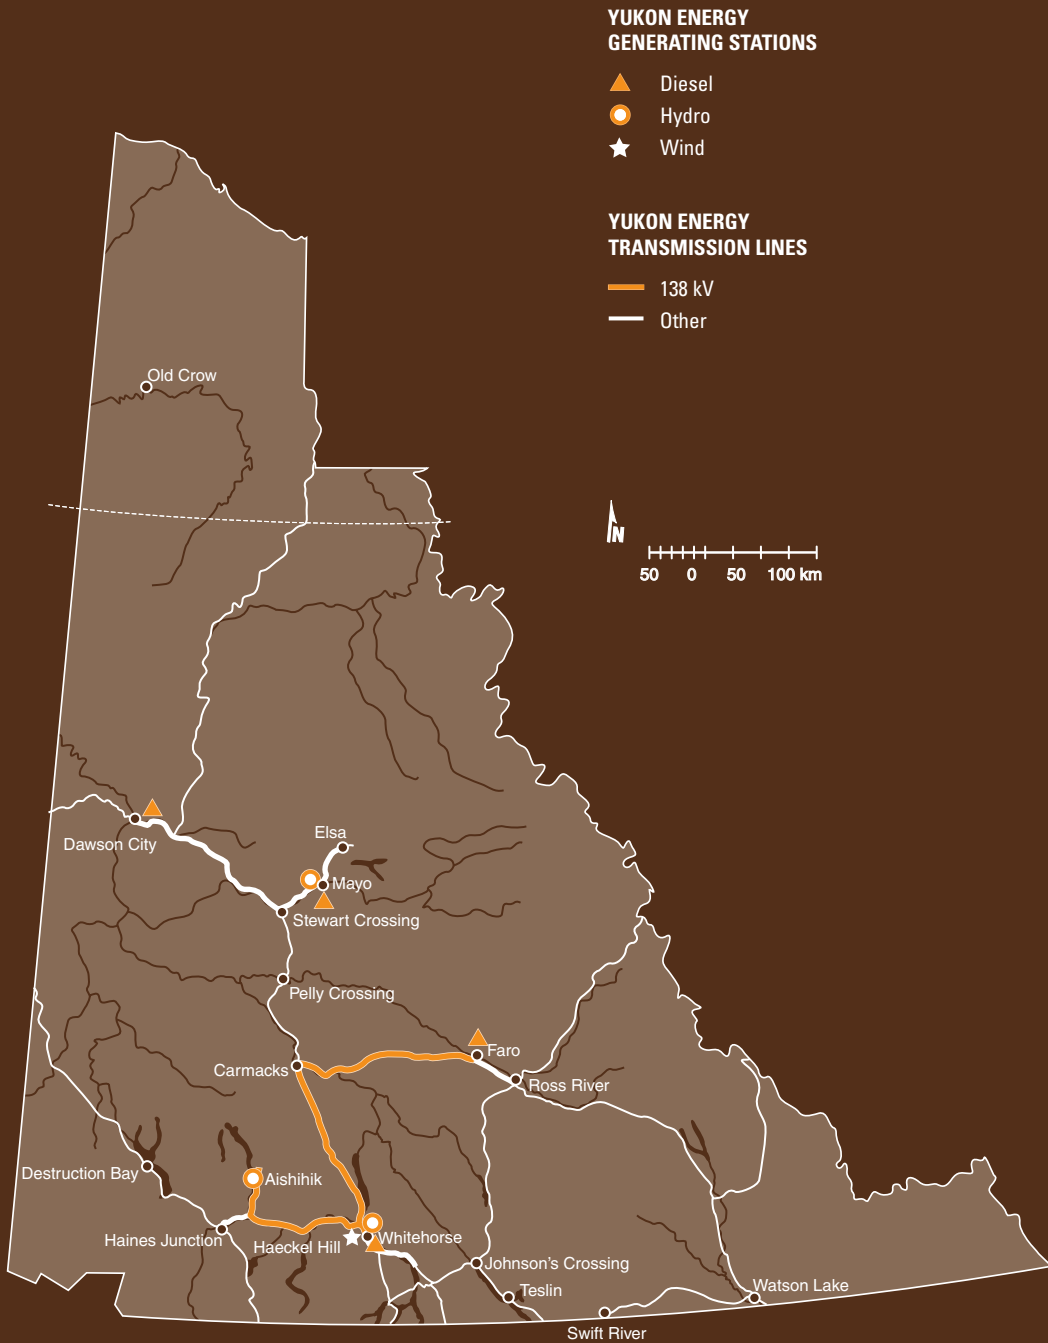 YUKON ENERGY
GENERATING STATIONS
Diesel
Hydro
Wind
YUKON ENERGY
TRANSMISSION LINES
138 kV
Other
Old Crow
N
50 0 50 100 km
Elsa
Dawson City
Mayo
Stewart Crossing
Pelly Crossing
Faro
Carmacks
Ross River
Destruction Bay
Aishihik
Haines Junction
Haeckel Hill
Whitehorse
Johnson's Crossing
Teslin
Watson Lake
Swift River